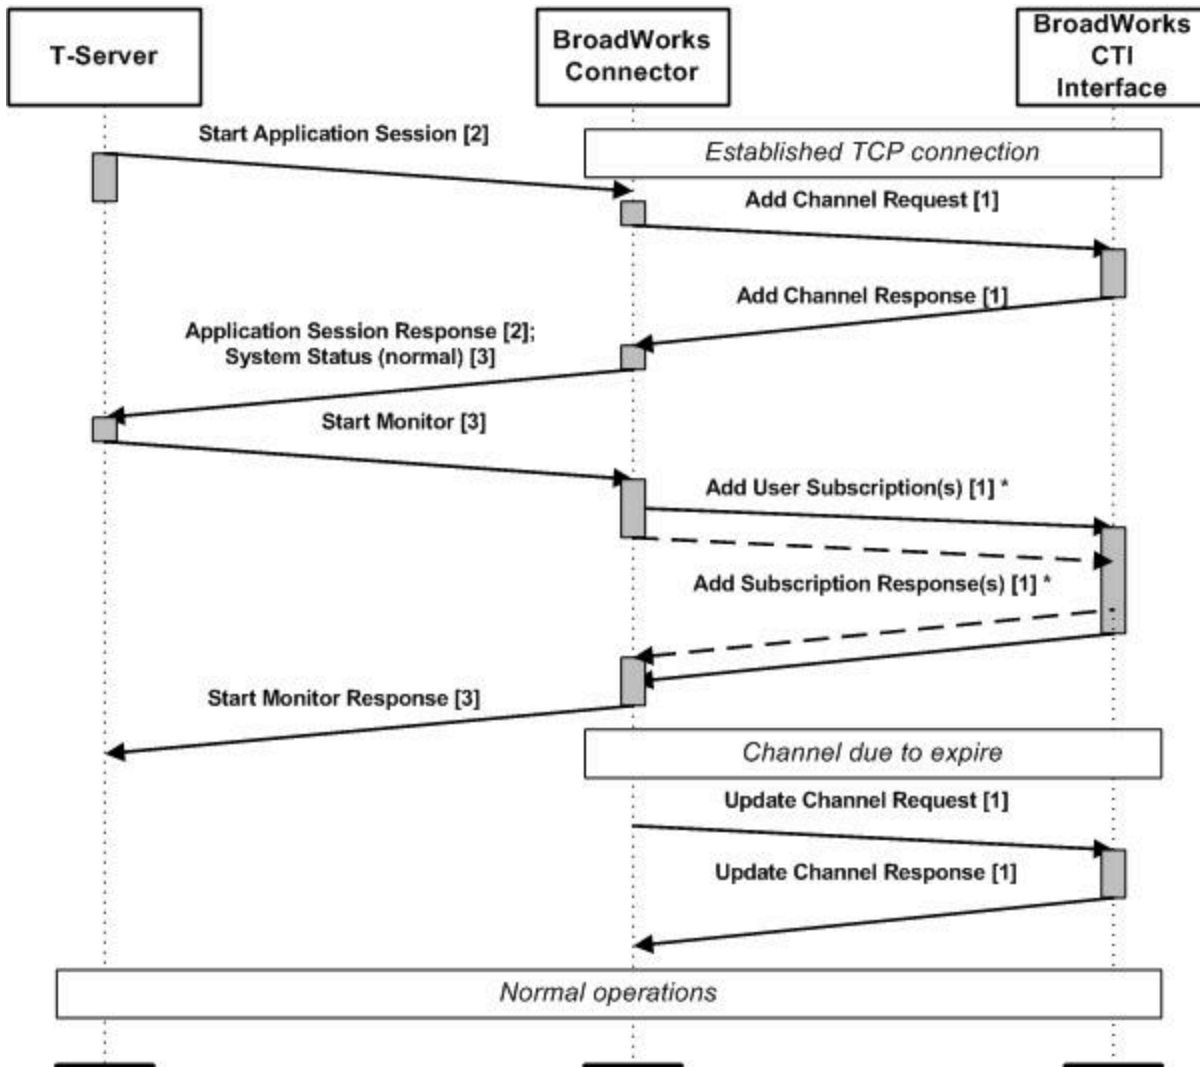 T-Server
BroadWorks
Connector
BroadWorks
CTI
Interface
Start Application Session [2]
Established TCP connection
Add Channel Request [1]
Add Channel Response [1]
Application Session Response [2];
System Status (normal) [3]
Start Monitor [3]
Add User Subscription(s) [1] *
Add Subscription Response(s) [1] *
Start Monitor Response [3]
Channel due to expire
Update Channel Request [1]
Update Channel Response [1]
Normal operations